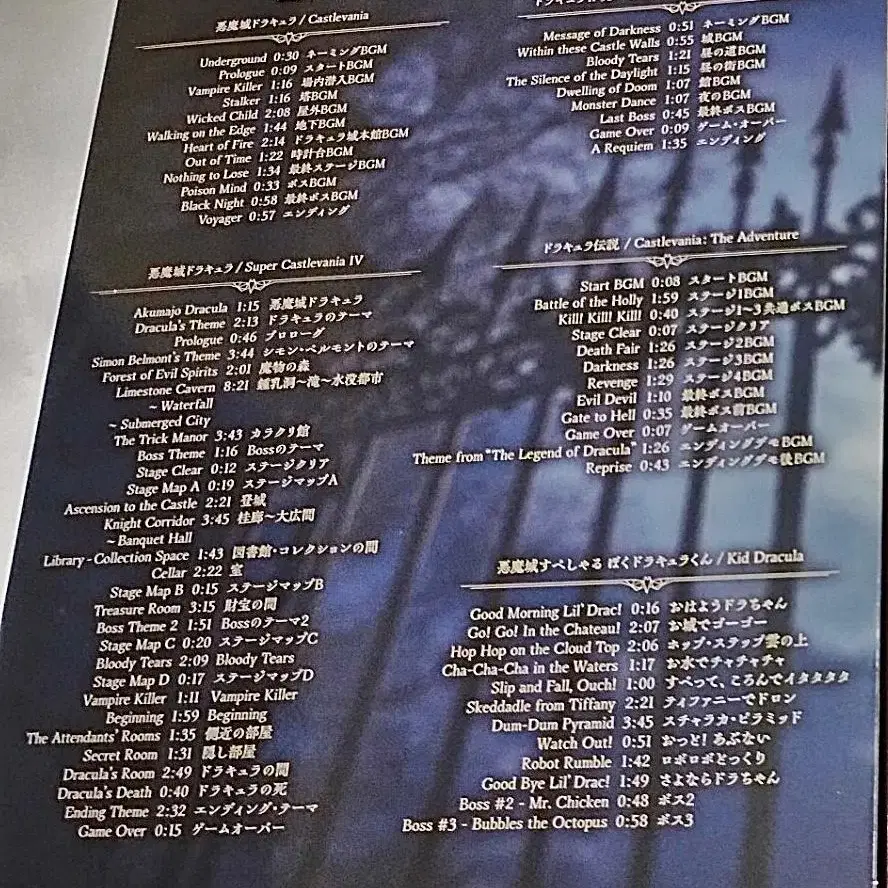 悪魔城ドラキュラ / Castlevania
Underground 0:30 ネーミングBGM
Prologue 0:09 スタートBGM
Vampire Killer 1:16 場内潜入BGM
Stalker 1:16 塔BGM
Wicked Child 2:08 屋外BGM
Walking on the Edge 1:44 地下BGM
Heart of Fire 2:14 ドラキュラ城本館BGM
Out of Time 1:22 時計台BGM
Nothing to Lose 1:34 最終ステージBGM
Poison Mind 0:33 ボスBGM
Black Night 0:58 最終ボスBGM
Voyager 0:57 エンディング
悪魔城ドラキュラ / Super Castlevania IV
Akumajo Dracula 1:15 悪魔城ドラキュラ
Dracula's Theme 2:13 ドラキュラのテーマ
Prologue 0:46 プロローグ
Simon Belmont's Theme 3:44 シモン・ベルモントのテーマ
Forest of Evil Spirits 2:01 魔物の森
Limestone Cavern 8:21 鍾乳洞〜滝〜水没都市
~ Waterfall
~ Submerged City
The Trick Manor 3:43 カラクリ館
Boss Theme 1:16 Bossのテーマ
Stage Clear 0:12 ステージクリア
Stage Map A 0:19 ステージマップA
Ascension to the Castle 2:21 登城
Knight Corridor 3:45 柱廊〜大広間
~ Banquet Hall
Library - Collection Space 1:43 図書館・コレクションの間
Cellar 2:22 室
Stage Map B 0:15 ステージマップB
Treasure Room 3:15 財宝の間
Boss Theme 2 1:51 Bossのテーマ2
Stage Map C 0:20 ステージマップC
Bloody Tears 2:09 Bloody Tears
Stage Map D 0:17 ステージマップD
Vampire Killer 1:11 Vampire Killer
Beginning 1:59 Beginning
The Attendants' Rooms 1:35 側近の部屋
Secret Room 1:31 隠し部屋
Dracula's Room 2:49 ドラキュラの間
Dracula's Death 0:40 ドラキュラの死
Ending Theme 2:32 エンディング・テーマ
Game Over 0:15 ゲームオーバー
Message of Darkness 0:51 ネーミングBGM
Within these Castle Walls 0:55 城BGM
Bloody Tears 1:21 昼の道BGM
The Silence of the Daylight 1:15 昼の街BGM
Dwelling of Doom 1:07 館BGM
Monster Dance 1:07 夜のBGM
Last Boss 0:45 最終ボスBGM
Game Over 0:09 ゲーム・オーバー
A Requiem 1:35 エンディング
ドラキュラ伝説 / Castlevania: The Adventure
Start BGM 0:08 スタートBGM
Battle of the Holly 1:59 ステージ1BGM
Kill! Kill! Kill! 0:40 ステージ1〜3共通ボスBGM
Stage Clear 0:07 ステージクリア
Death Fair 1:26 ステージ2BGM
Darkness 1:26 ステージ3BGM
Revenge 1:29 ステージ4BGM
Evil Devil 1:10 最終ボスBGM
Gate to Hell 0:35 最終ボス前BGM
Game Over 0:07 ゲームオーバー
Theme from "The Legend of Dracula" 1:26 エンディングデモBGM
Reprise 0:43 エンディングデモ後BGM
悪魔城すぺしゃる ぼくドラキュラくん / Kid Dracula
Good Morning Lil' Drac! 0:16 おはようドラちゃん
Go! Go! In the Chateau! 2:07 お城でゴーゴー
Hop Hop on the Cloud Top 2:06 ホップ・ステップ雲の上
Cha-Cha-Cha in the Waters 1:17 お水でチャチャチャ
Slip and Fall, Ouch! 1:00 すべって、ころんでイタタタタ
Skeddadle from Tiffany 2:21 ティファニーでドロン
Dum-Dum Pyramid 3:45 スチャラカ・ピラミッド
Watch Out! 0:51 おっと! あぶない
Robot Rumble 1:42 ロボロボとっくり
Good Bye Lil' Drac! 1:49 さよならドラちゃん
Boss #2 - Mr. Chicken 0:48 ボス2
Boss #3 - Bubbles the Octopus 0:58 ボス3